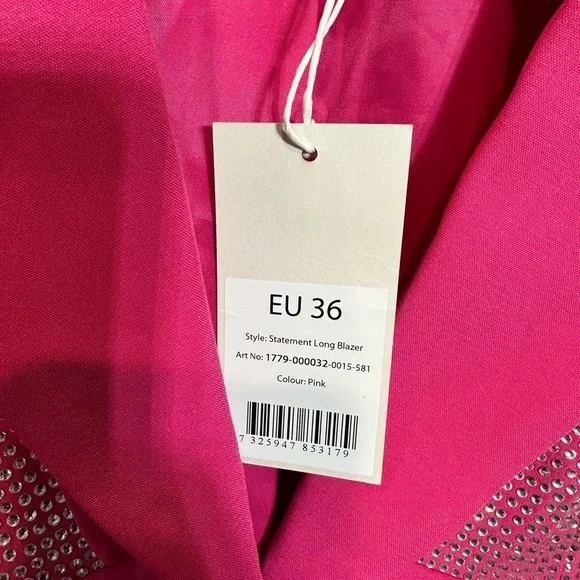 EU 36
Style: Statement Long Blazer
Art No: 1779-000032-0015-581
Colour: Pink
7 325947 853179